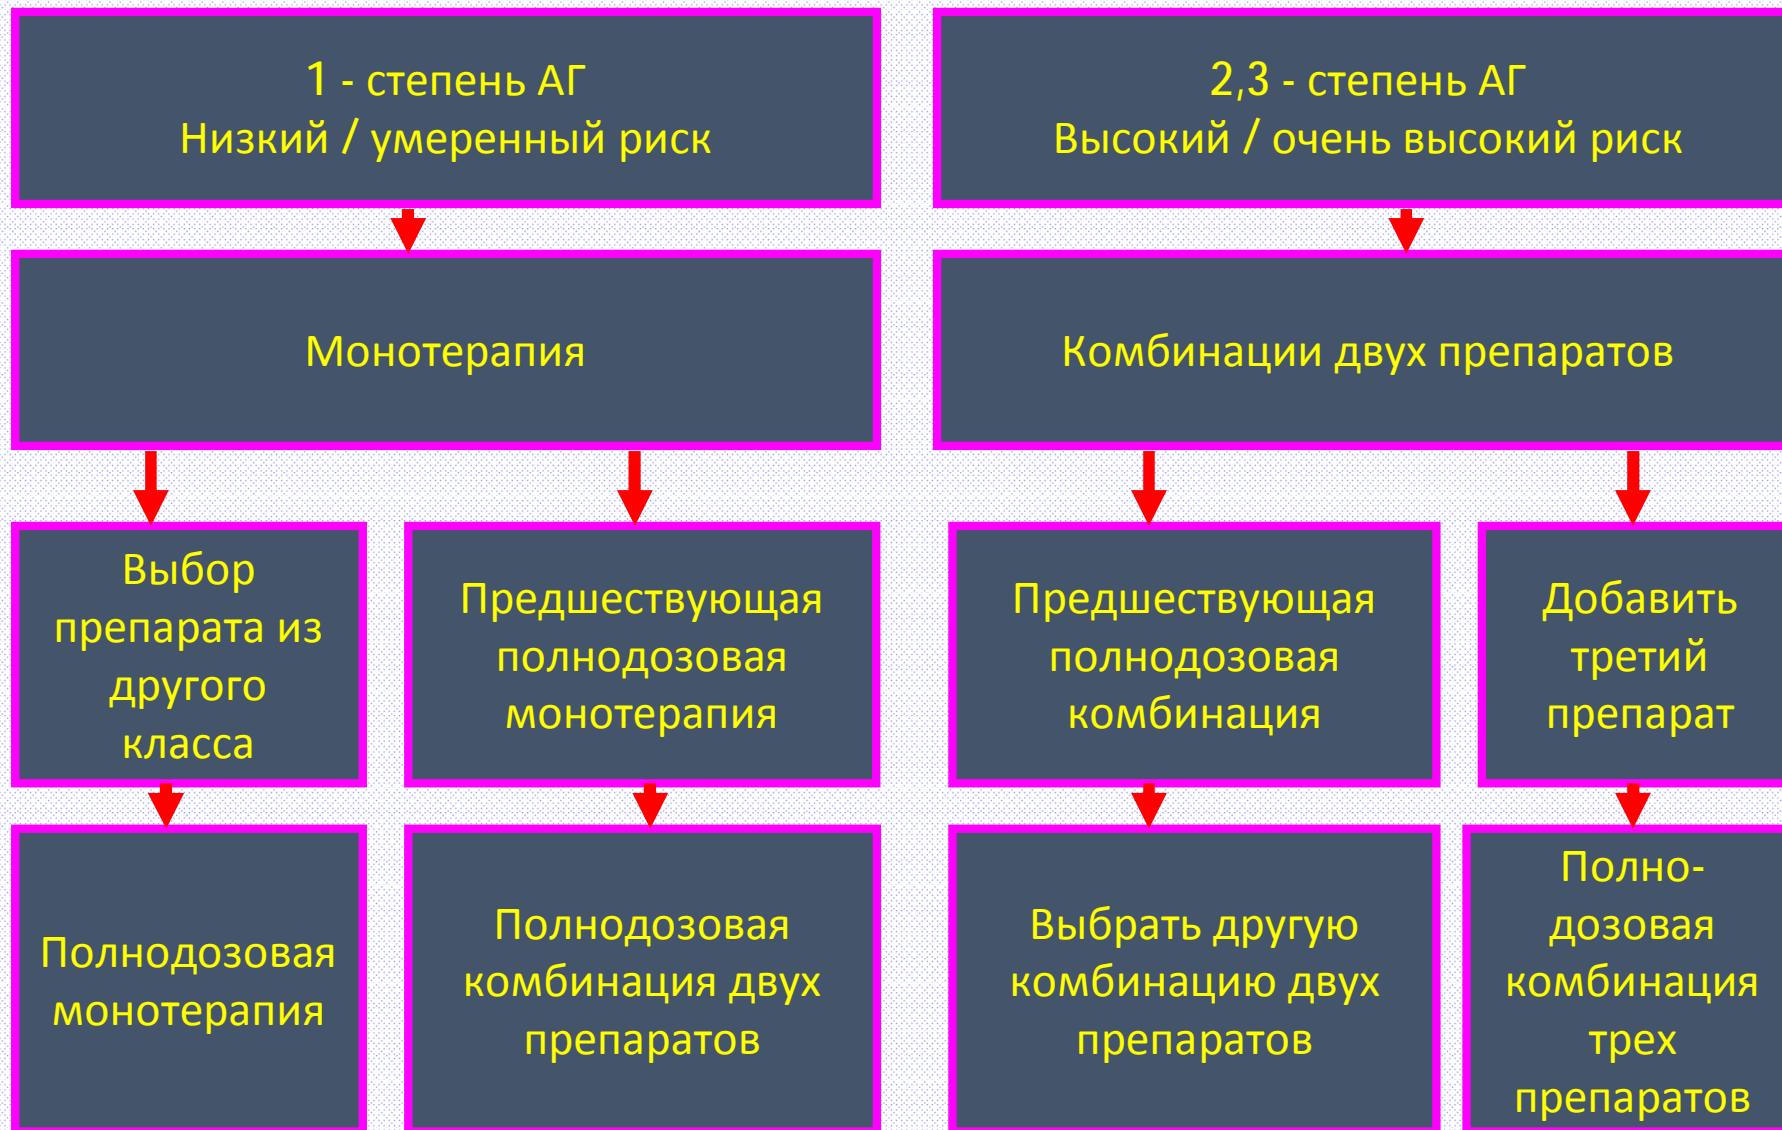 1 - степень АГ
Низкий / умеренный риск
2,3 - степень АГ
Высокий / очень высокий риск
Монотерапия
Комбинации двух препаратов
Выбор
препарата из
другого
класса
Предшествующая
полнодозовая
монотерапия
Предшествующая
полнодозовая
комбинация
Добавить
третий
препарат
Полнодозовая
монотерапия
Полнодозовая
комбинация двух
препаратов
Выбрать другую
комбинацию двух
препаратов
Полно-
дозовая
комбинация
трех
препаратов